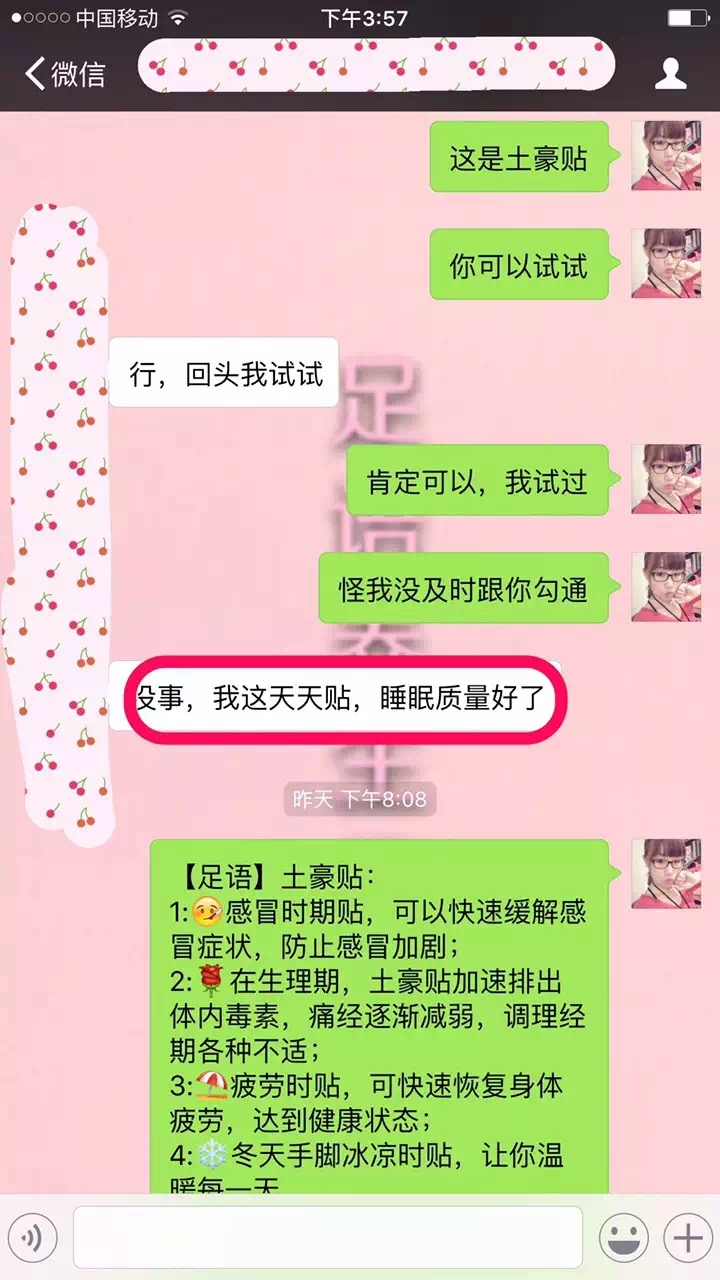 中国移动 下午3:57
微信
这是土豪贴
你可以试试
行，回头我试试
肯定可以，我试过
怪我没及时跟你勾通
没事，我这天天贴，睡眠质量好了
昨天 下午8:08
【足语】土豪贴：
1:🤒感冒时期贴，可以快速缓解感
冒症状，防止感冒加剧；
2:🌹在生理期，土豪贴加速排出
体内毒素，痛经逐渐减弱，调理经
期各种不适；
3:⛱疲劳时贴，可快速恢复身体
疲劳，达到健康状态；
4:❄️冬天手脚冰凉时贴，让你温
暖每一天
足语